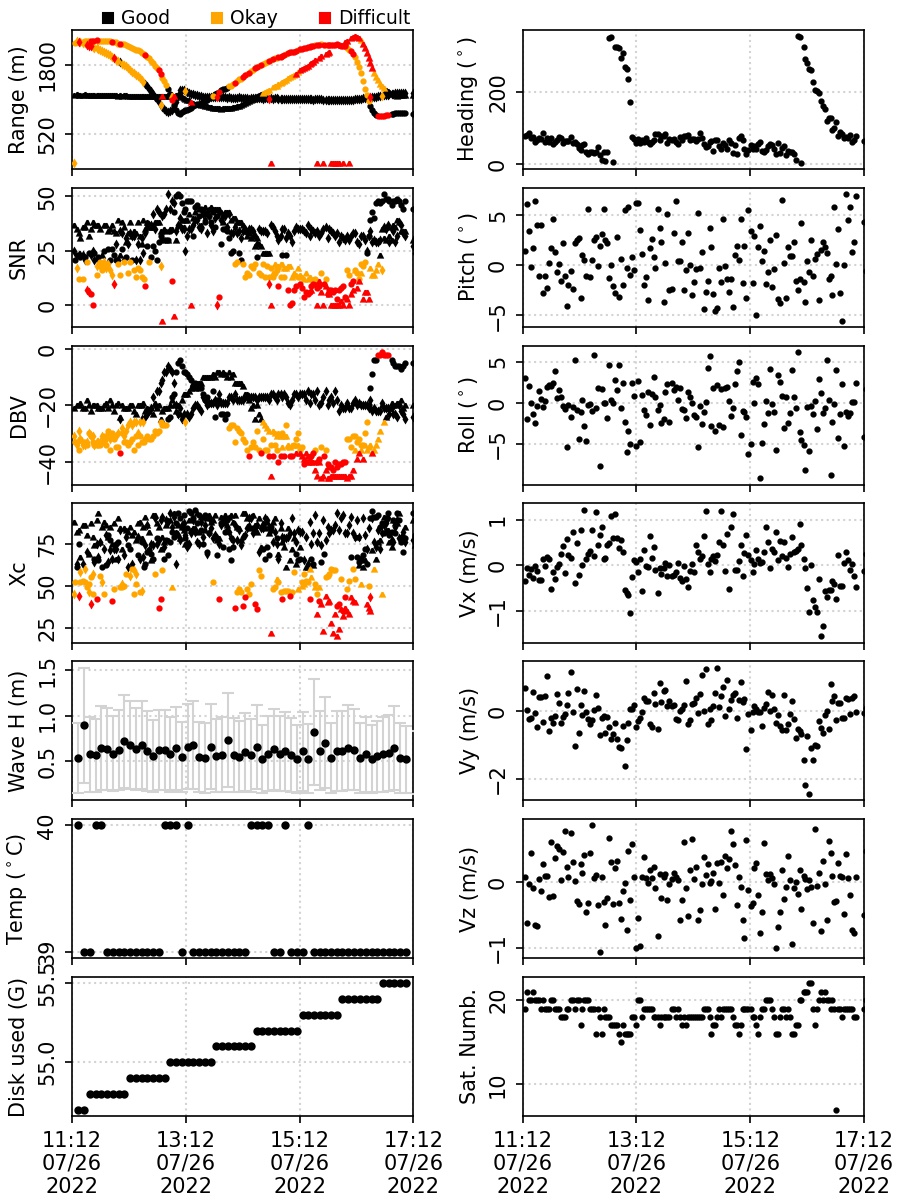 Good Okay Difficult
Range (m)
1800
520
Heading (°)
200
0
SNR
50
25
0
Pitch (°)
5
0
−5
DBV
0
−20
−40
Roll (°)
5
0
−5
Xc
75
50
25
Vx (m/s)
1
0
−1
Wave H (m)
1.5
1.0
0.5
Vy (m/s)
0
−2
Temp (°C)
40
39
Vz (m/s)
0
−1
Disk used (G)
55.5
55.0
Sat. Numb.
20
10
11:12 13:12 15:12 17:12
07/26 07/26 07/26 07/26
2022 2022 2022 2022
11:12 13:12 15:12 17:12
07/26 07/26 07/26 07/26
2022 2022 2022 2022